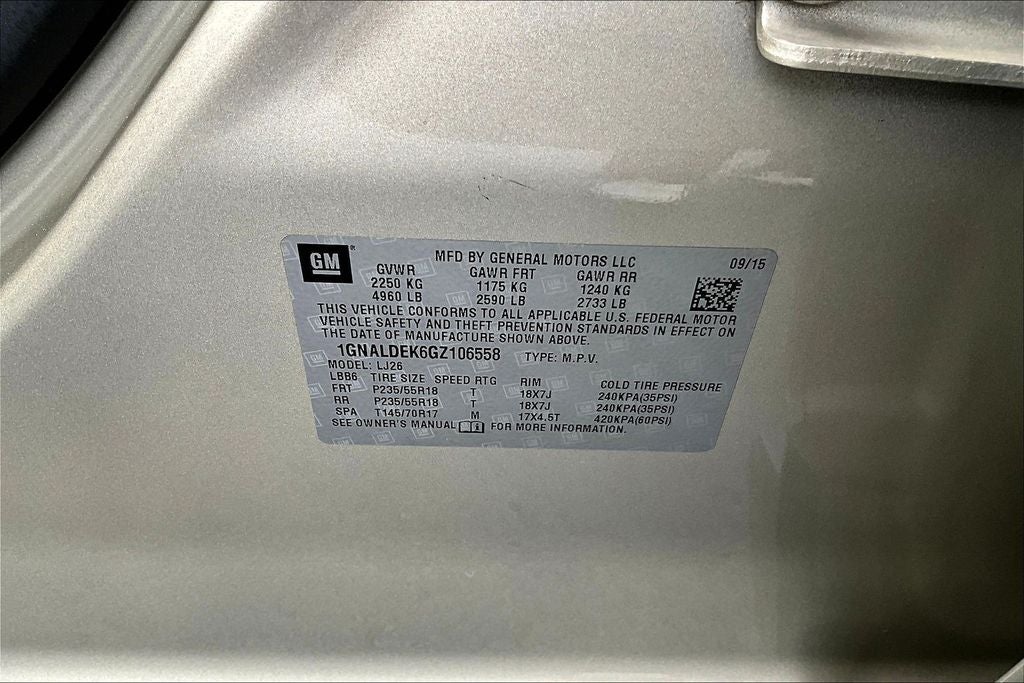 GM
MFD BY GENERAL MOTORS LLC
09/15
GVWR GAWR FRT GAWR RR
2250 KG 1175 KG 1240 KG
4960 LB 2590 LB 2733 LB
THIS VEHICLE CONFORMS TO ALL APPLICABLE U.S. FEDERAL MOTOR
VEHICLE SAFETY AND THEFT PREVENTION STANDARDS IN EFFECT ON
THE DATE OF MANUFACTURE SHOWN ABOVE.
1GNALDEK6GZ106558 TYPE: M.P.V.
MODEL: LJ26
LBB6 TIRE SIZE SPEED RTG RIM COLD TIRE PRESSURE
FRT P235/55R18 T 18X7J 240KPA(35PSI)
RR P235/55R18 T 18X7J 240KPA(35PSI)
SPA T145/70R17 M 17X4.5T 420KPA(60PSI)
SEE OWNER'S MANUAL FOR MORE INFORMATION.